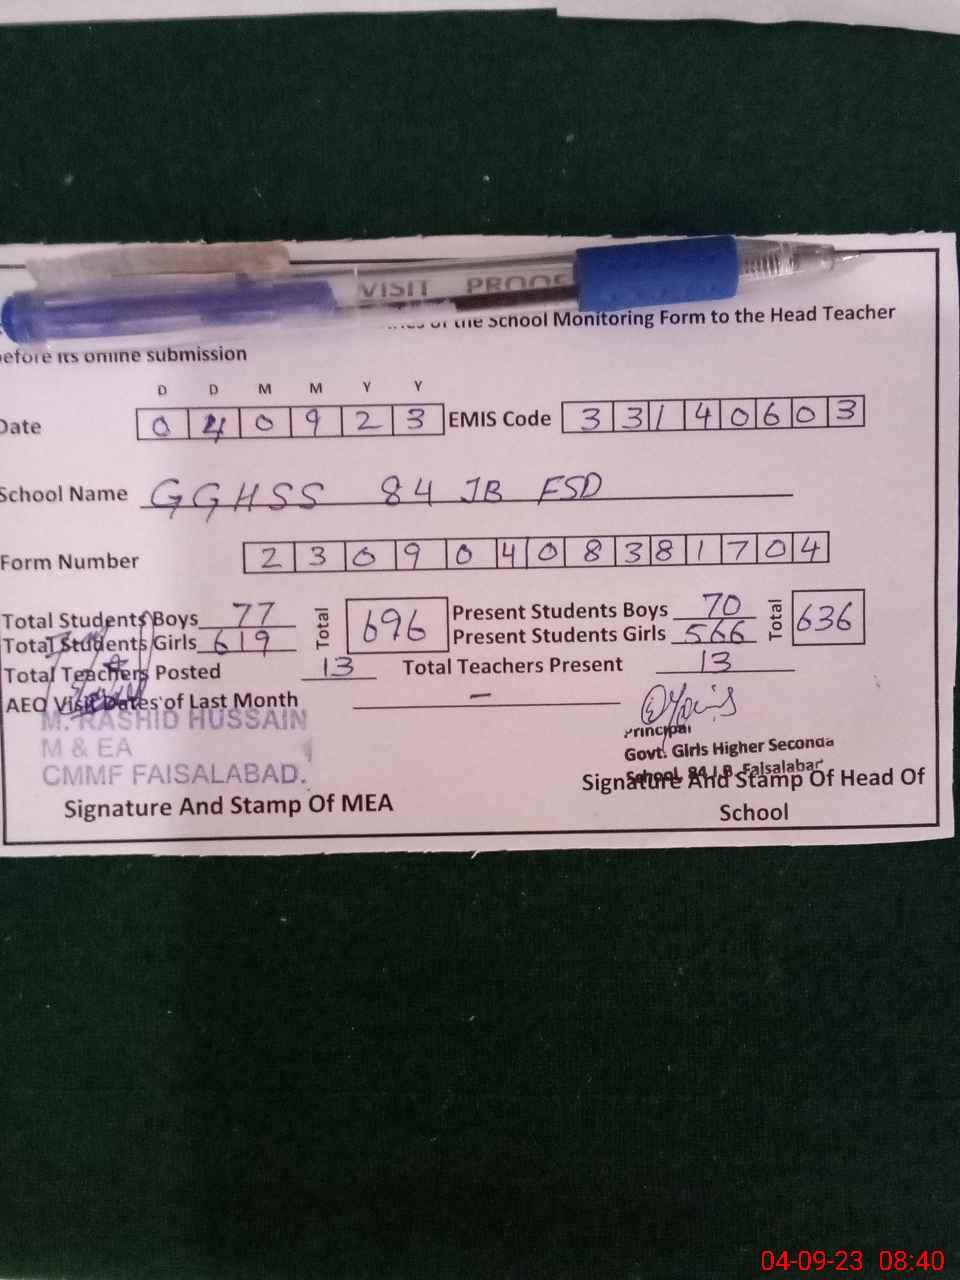 VISIT PROOF
of the School Monitoring Form to the Head Teacher
before its online submission
D D M M Y Y
Date 0 4 0 9 2 3 EMIS Code 3 3 1 4 0 6 0 3
School Name GGHSS 84 JB FSD
Form Number 2 3 0 9 0 4 0 8 3 8 1 7 0 4
Total Students Boys 77 Total 696 Present Students Boys 70 Total 636
Total Students Girls 619 Present Students Girls 566
Total Teachers Posted 13 Total Teachers Present 13
AEO Visit Dates of Last Month -
M. RASHID HUSSAIN
M & EA
CMMF FAISALABAD.
Signature And Stamp Of MEA
Principal
Govt. Girls Higher Seconda
School, 84 J.B. Faisalabar
Signature And Stamp Of Head Of
School
04-09-23 08:40